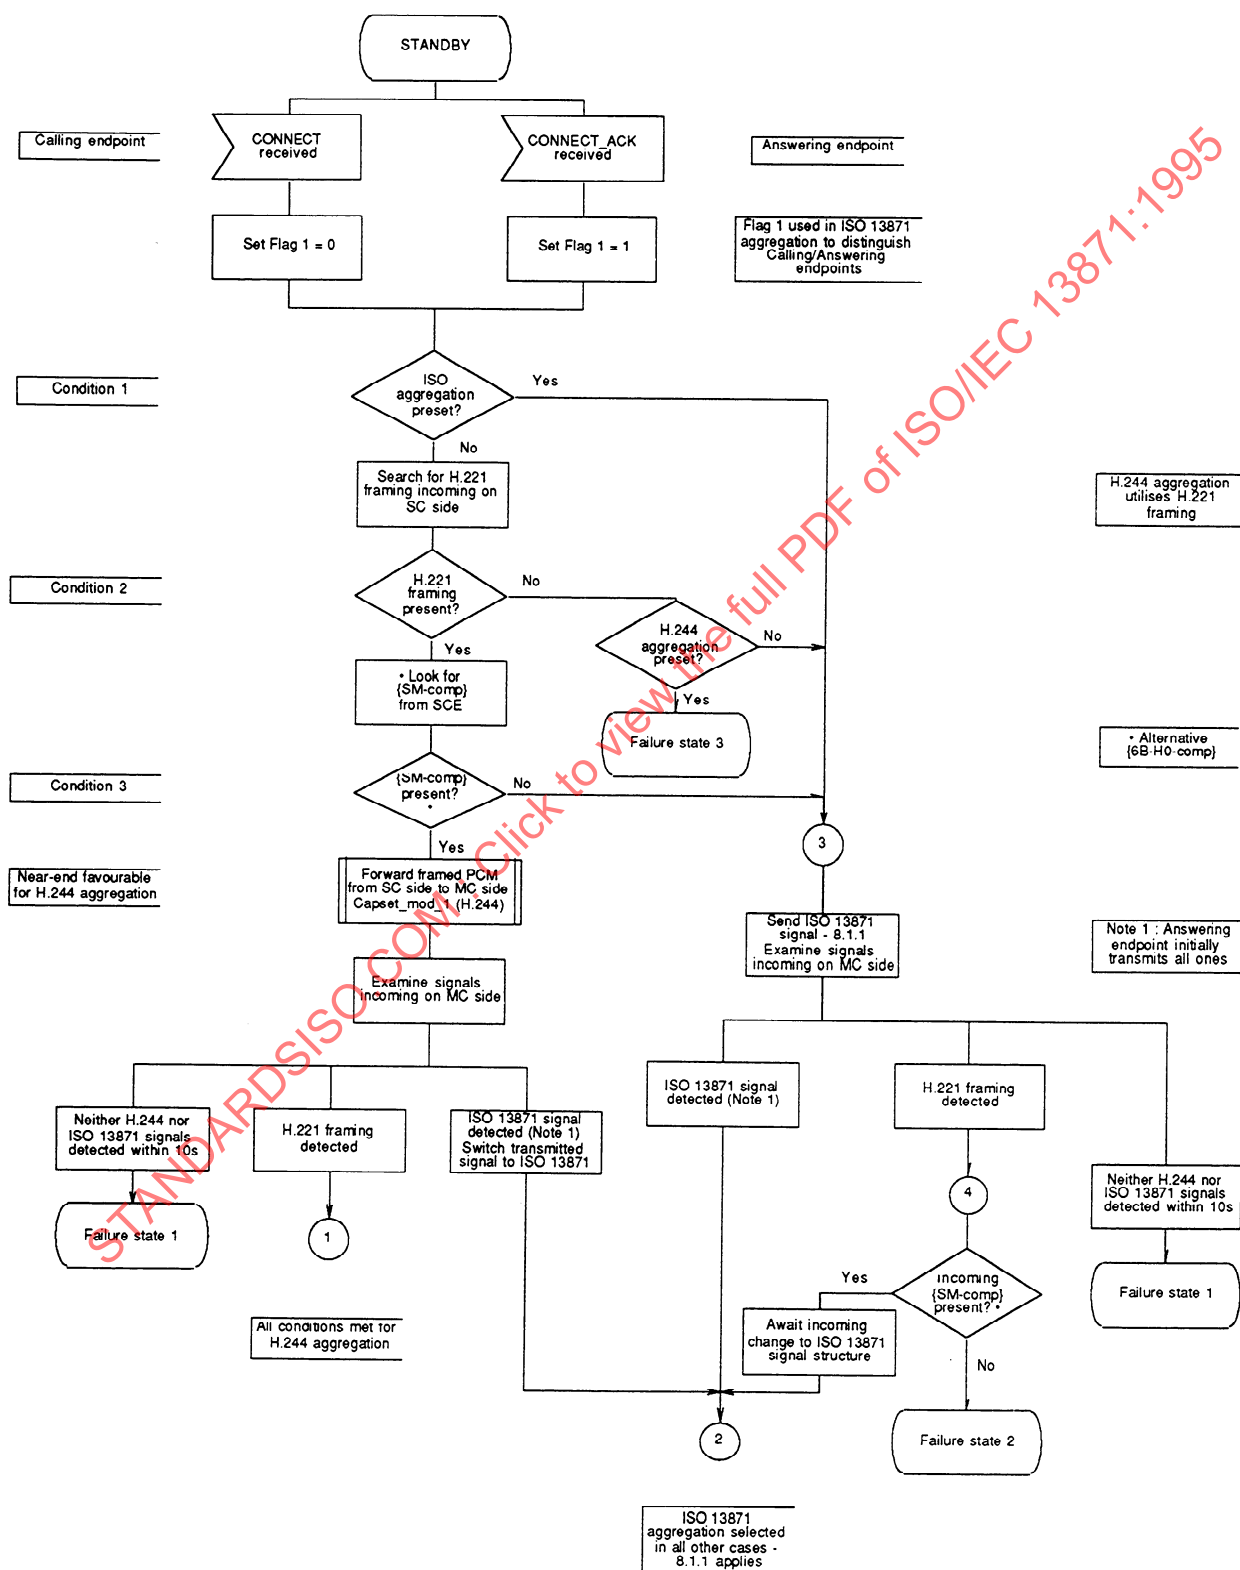 STANDBY
Calling endpoint
CONNECT
received
CONNECT_ACK
received
Answering endpoint
Set Flag 1 = 0
Set Flag 1 = 1
Flag 1 used in ISO 13871
aggregation to distinguish
Calling/Answering
endpoints
Condition 1
ISO
aggregation
preset?
Yes
No
Search for H.221
framing incoming on
SC side
H.244 aggregation
utilises H.221
framing
Condition 2
H.221
framing
present?
No
Yes
H.244
aggregation
preset?
No
Yes
• Look for
{SM-comp}
from SCE
Failure state 3
• Alternative
{6B-H0-comp}
Condition 3
{SM-comp}
present?
•
No
Yes
3
Near-end favourable
for H.244 aggregation
Forward framed PCM
from SC side to MC side
Capset_mod_1 (H.244)
Send ISO 13871
signal - 8.1.1
Examine signals
incoming on MC side
Note 1 : Answering
endpoint initially
transmits all ones
Examine signals
incoming on MC side
Neither H.244 nor
ISO 13871 signals
detected within 10s
H.221 framing
detected
ISO 13871 signal
detected (Note 1)
Switch transmitted
signal to ISO 13871
ISO 13871 signal
detected (Note 1)
H.221 framing
detected
Neither H.244 nor
ISO 13871 signals
detected within 10s
4
Failure state 1
1
Yes
incoming
{SM-comp}
present? •
Failure state 1
All conditions met for
H.244 aggregation
Await incoming
change to ISO 13871
signal structure
No
2
Failure state 2
ISO 13871
aggregation selected
in all other cases -
8.1.1 applies
STANDARDSISO.COM : Click to view the full PDF of ISO/IEC 13871:1995